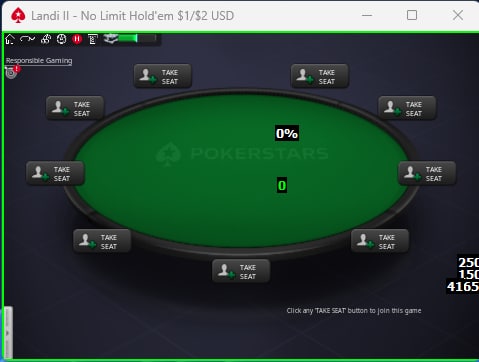 Landi II - No Limit Hold'em $1/$2 USD
Responsible Gaming
TAKE
SEAT
TAKE
SEAT
TAKE
SEAT
TAKE
SEAT
0%
POKERSTARS
TAKE
SEAT
TAKE
SEAT
0
TAKE
SEAT
TAKE
SEAT
TAKE
SEAT
250
150
4165
Click any 'TAKE SEAT' button to join this game